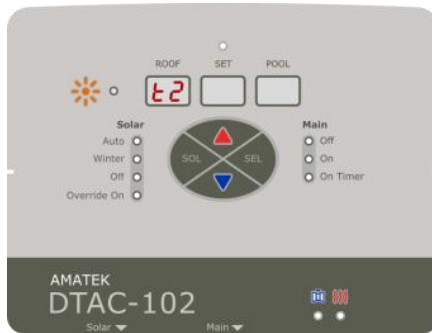 ROOF SET POOL
t2
Solar Main
Auto Off
Winter SOL SEL On
Off On Timer
Override On
AMATEK
DTAC-102
Solar Main